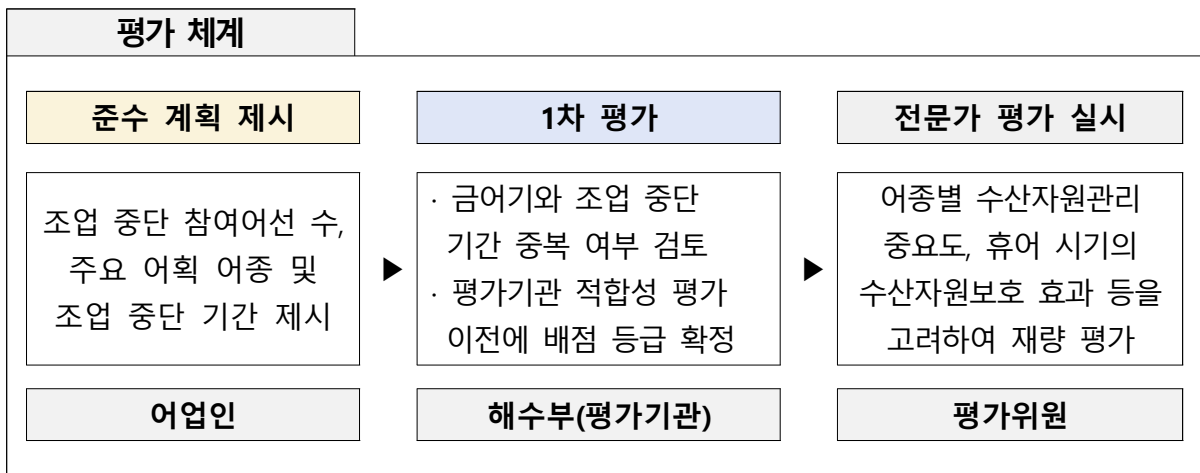 평가 체계
준수 계획 제시
조업 중단 참여어선 수,
주요 어획 어종 및
조업 중단 기간 제시
어업인
▶
1차 평가
· 금어기와 조업 중단
기간 중복 여부 검토
· 평가기관 적합성 평가
이전에 배점 등급 확정
해수부(평가기관)
▶
전문가 평가 실시
어종별 수산자원관리
중요도, 휴어 시기의
수산자원보호 효과 등을
고려하여 재량 평가
평가위원